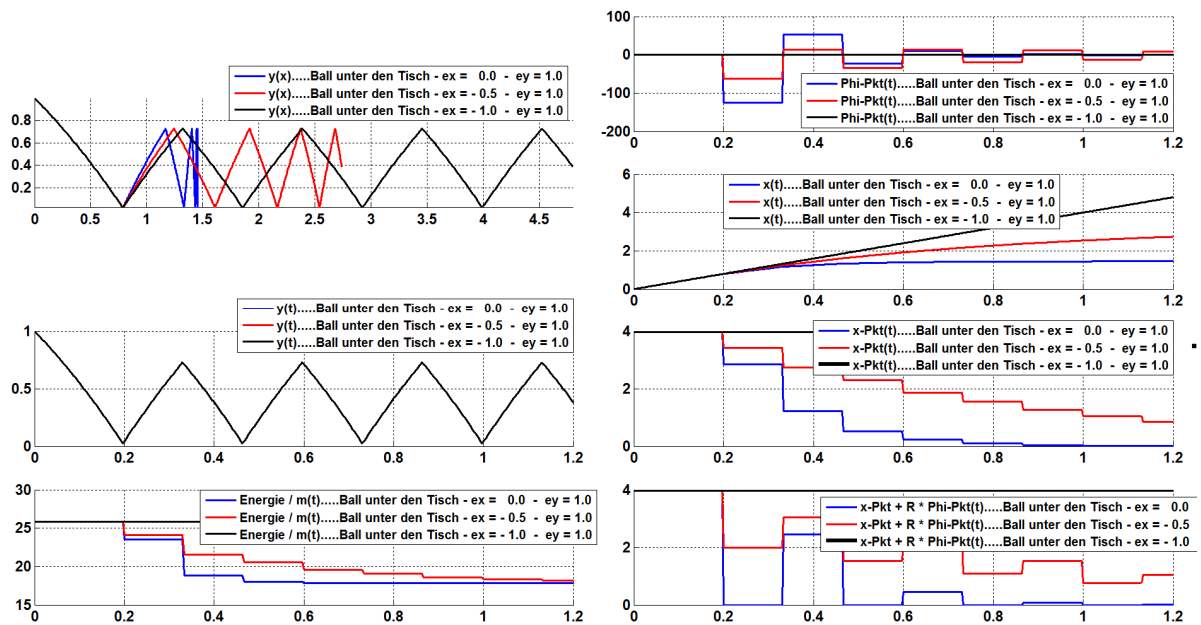 y(x).....Ball unter den Tisch - ex = 0.0 - ey = 1.0
y(x).....Ball unter den Tisch - ex = - 0.5 - ey = 1.0
y(x).....Ball unter den Tisch - ex = - 1.0 - ey = 1.0
0.8
0.6
0.4
0.2
0 0.5 1 1.5 2 2.5 3 3.5 4 4.5
y(t).....Ball unter den Tisch - ex = 0.0 - ey = 1.0
y(t).....Ball unter den Tisch - ex = - 0.5 - ey = 1.0
y(t).....Ball unter den Tisch - ex = - 1.0 - ey = 1.0
1
0.5
0
0 0.2 0.4 0.6 0.8 1 1.2
30
25
20
15
Energie / m(t).....Ball unter den Tisch - ex = 0.0 - ey = 1.0
Energie / m(t).....Ball unter den Tisch - ex = - 0.5 - ey = 1.0
Energie / m(t).....Ball unter den Tisch - ex = - 1.0 - ey = 1.0
0 0.2 0.4 0.6 0.8 1 1.2
100
0
-100
-200
Phi-Pkt(t).....Ball unter den Tisch - ex = 0.0 - ey = 1.0
Phi-Pkt(t).....Ball unter den Tisch - ex = - 0.5 - ey = 1.0
Phi-Pkt(t).....Ball unter den Tisch - ex = - 1.0 - ey = 1.0
0 0.2 0.4 0.6 0.8 1 1.2
6
4
2
0
x(t).....Ball unter den Tisch - ex = 0.0 - ey = 1.0
x(t).....Ball unter den Tisch - ex = - 0.5 - ey = 1.0
x(t).....Ball unter den Tisch - ex = - 1.0 - ey = 1.0
0 0.2 0.4 0.6 0.8 1 1.2
4
2
0
x-Pkt(t).....Ball unter den Tisch - ex = 0.0 - ey = 1.0
x-Pkt(t).....Ball unter den Tisch - ex = - 0.5 - ey = 1.0
x-Pkt(t).....Ball unter den Tisch - ex = - 1.0 - ey = 1.0
0 0.2 0.4 0.6 0.8 1 1.2
4
2
0
x-Pkt + R * Phi-Pkt(t).....Ball unter den Tisch - ex = 0.0
x-Pkt + R * Phi-Pkt(t).....Ball unter den Tisch - ex = - 0.5
x-Pkt + R * Phi-Pkt(t).....Ball unter den Tisch - ex = - 1.0
0 0.2 0.4 0.6 0.8 1 1.2